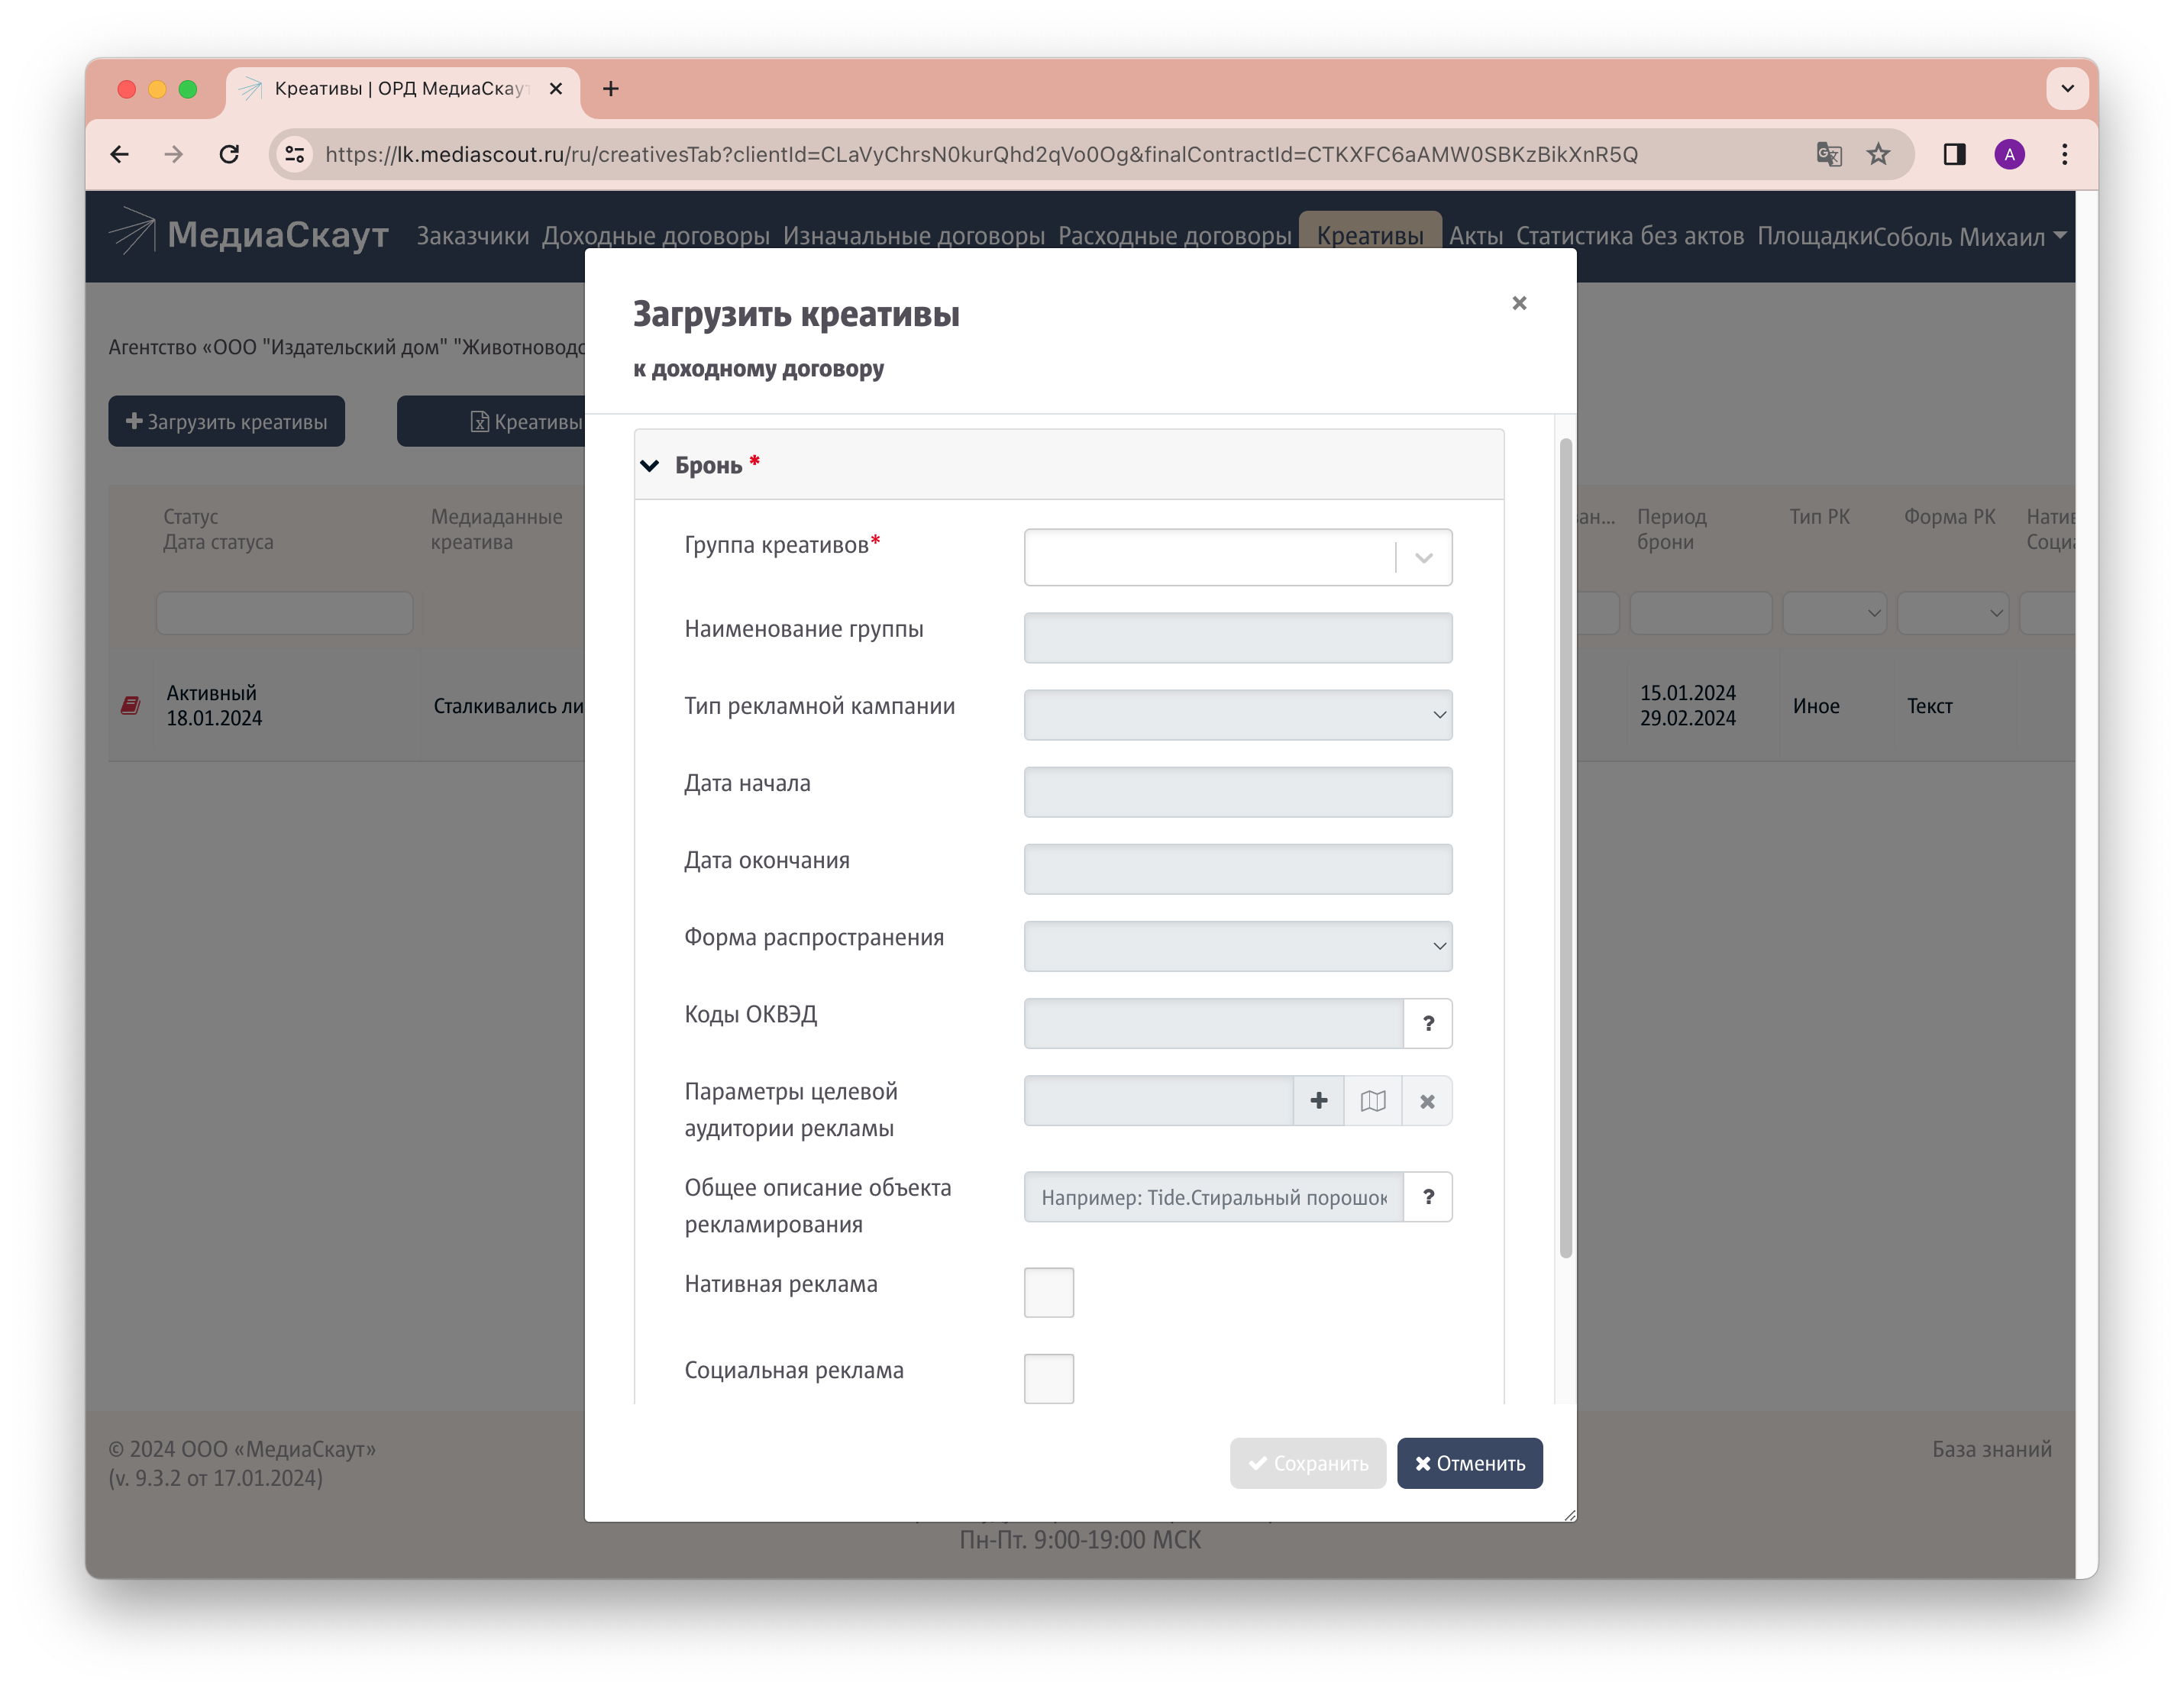 Креативы | ОРД МедиаСкаут
https://lk.mediascout.ru/ru/creativesTab?clientId=CLaVyChrsN0kurQhd2qVo0Og&finalContractId=CTKXFC6aAMW0SBKzBikXnR5Q
A
МедиаСкаут
Заказчики Доходные договоры Изначальные договоры Расходные договоры Креативы Акты Статистика без актов Площадки Соболь Михаил
Агентство «ООО "Издательский дом" "Животноводс
Загрузить креативы
Креативы
Статус
Дата статуса
Медиаданные
креатива
ан...
Период
брони
Тип РК
Форма РК
Натив
Социа
Активный
18.01.2024
Сталкивались ли
15.01.2024
29.02.2024
Иное
Текст
Загрузить креативы
к доходному договору
Бронь *
Группа креативов*
Наименование группы
Тип рекламной кампании
Дата начала
Дата окончания
Форма распространения
Коды ОКВЭД
?
Параметры целевой
аудитории рекламы
Общее описание объекта
рекламирования
Например: Tide.Стиральный порошок
?
Нативная реклама
Социальная реклама
Сохранить
Отменить
© 2024 ООО «МедиаСкаут»
(v. 9.3.2 от 17.01.2024)
База знаний
Пн-Пт. 9:00-19:00 МСК